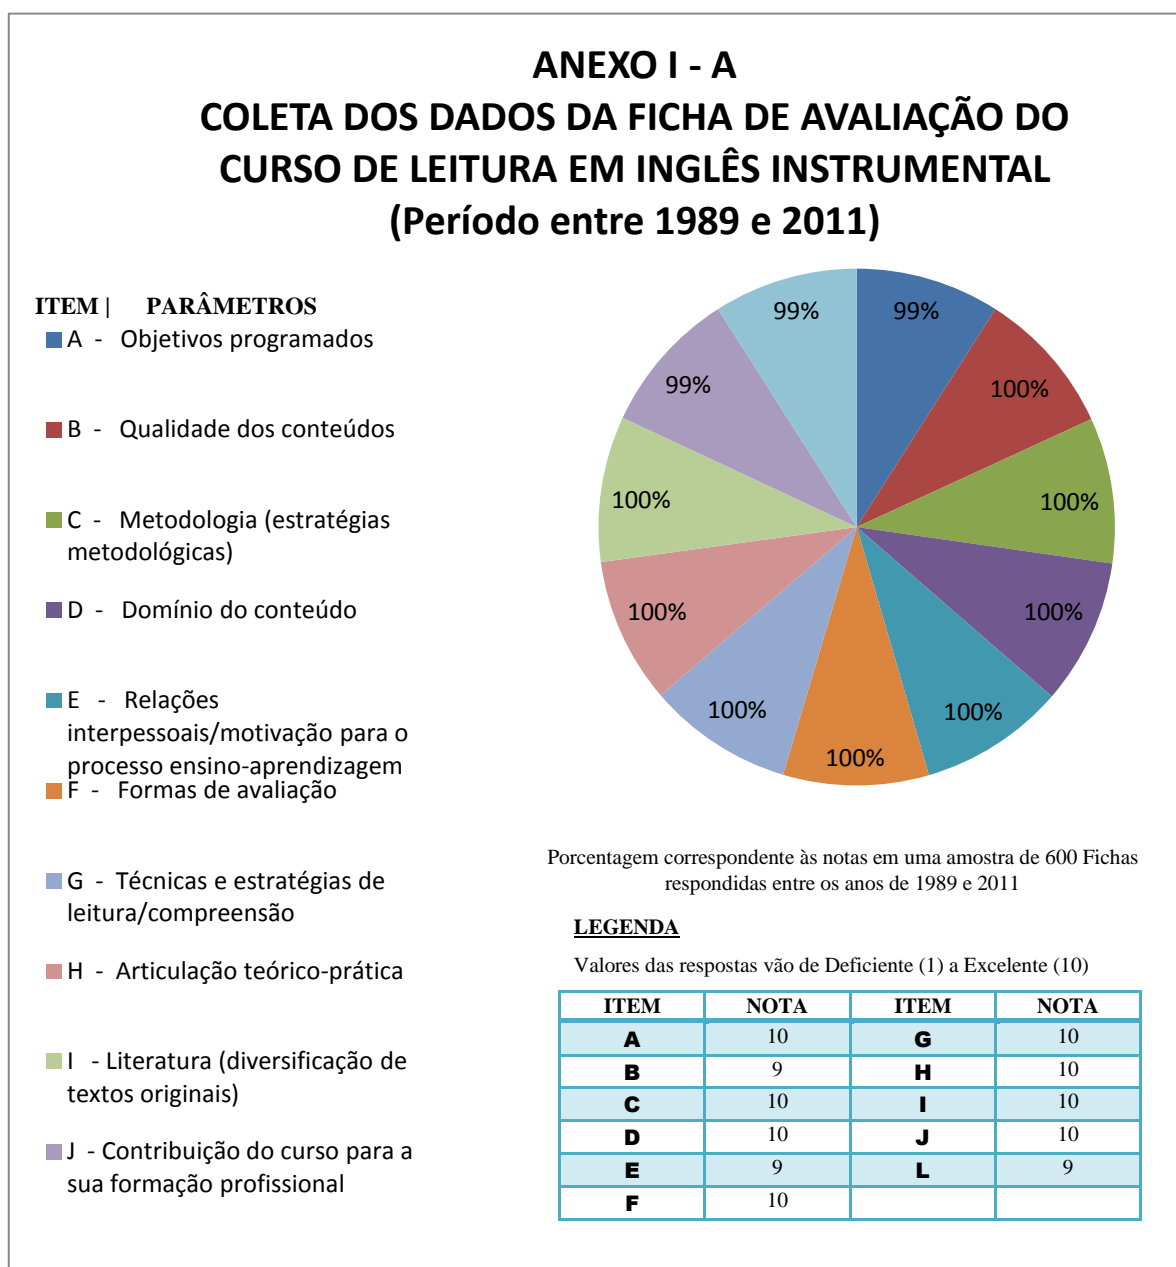 ANEXO I - A
COLETA DOS DADOS DA FICHA DE AVALIAÇÃO DO
CURSO DE LEITURA EM INGLÊS INSTRUMENTAL
(Período entre 1989 e 2011)
ITEM | PARÂMETROS
A - Objetivos programados
B - Qualidade dos conteúdos
C - Metodologia (estratégias
metodológicas)
D - Domínio do conteúdo
E - Relações
interpessoais/motivação para o
processo ensino-aprendizagem
F - Formas de avaliação
G - Técnicas e estratégias de
leitura/compreensão
H - Articulação teórico-prática
I - Literatura (diversificação de
textos originais)
J - Contribuição do curso para a
sua formação profissional
99%
100%
100%
100%
100%
100%
100%
100%
100%
99%
99%
Porcentagem correspondente às notas em uma amostra de 600 Fichas
respondidas entre os anos de 1989 e 2011
LEGENDA
Valores das respostas vão de Deficiente (1) a Excelente (10)
ITEM NOTA ITEM NOTA
A 10 G 10
B 9 H 10
C 10 I 10
D 10 J 10
E 9 L 9
F 10